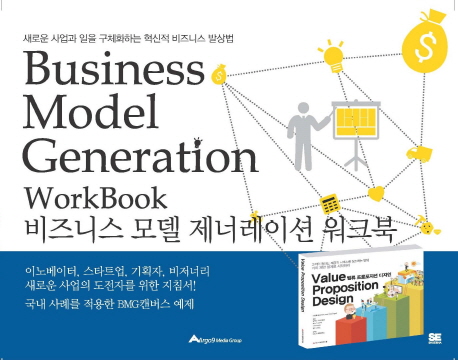 새로운 사업과 일을 구체화하는 혁신적 비즈니스 발상법
Business
Model
Generation
WorkBook
비즈니스 모델 제너레이션 워크북
이노베이터, 스타트업, 기획자, 비저너리
새로운 사업의 도전자를 위한 지침서!
국내 사례를 적용한 BMG캔버스 예제
Value 밸류 프로포지션 디자인
Proposition
Design
Value Proposition Design
Argo9 Media Group
SE